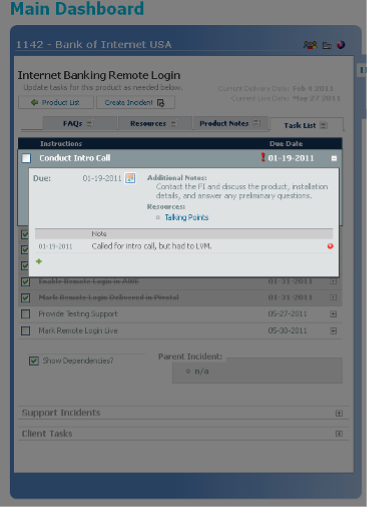 Main Dashboard
1142 - Bank of Internet USA
Internet Banking Remote Login
Update tasks for this product as needed below.
Current Delivery Date: Feb 4 2011
Current Live Date: May 27 2011
Product List
Create Incident
FAQs
Resources
Product Notes
Task List
Instructions
Due Date
Conduct Intro Call
01-19-2011
Due:
01-19-2011
Additional Notes:
Contact the FI and discuss the product, installation
details, and answer any preliminary questions.
Resources:
Talking Points
Note
01-19-2011
Called for intro call, but had to LVM.
Enable Remote Login in AWS
01-31-2011
Mark Remote Login Delivered in Pivotal
01-31-2011
Provide Testing Support
05-27-2011
Mark Remote Login Live
05-30-2011
Show Dependencies?
Parent Incident:
n/a
Support Incidents
Client Tasks